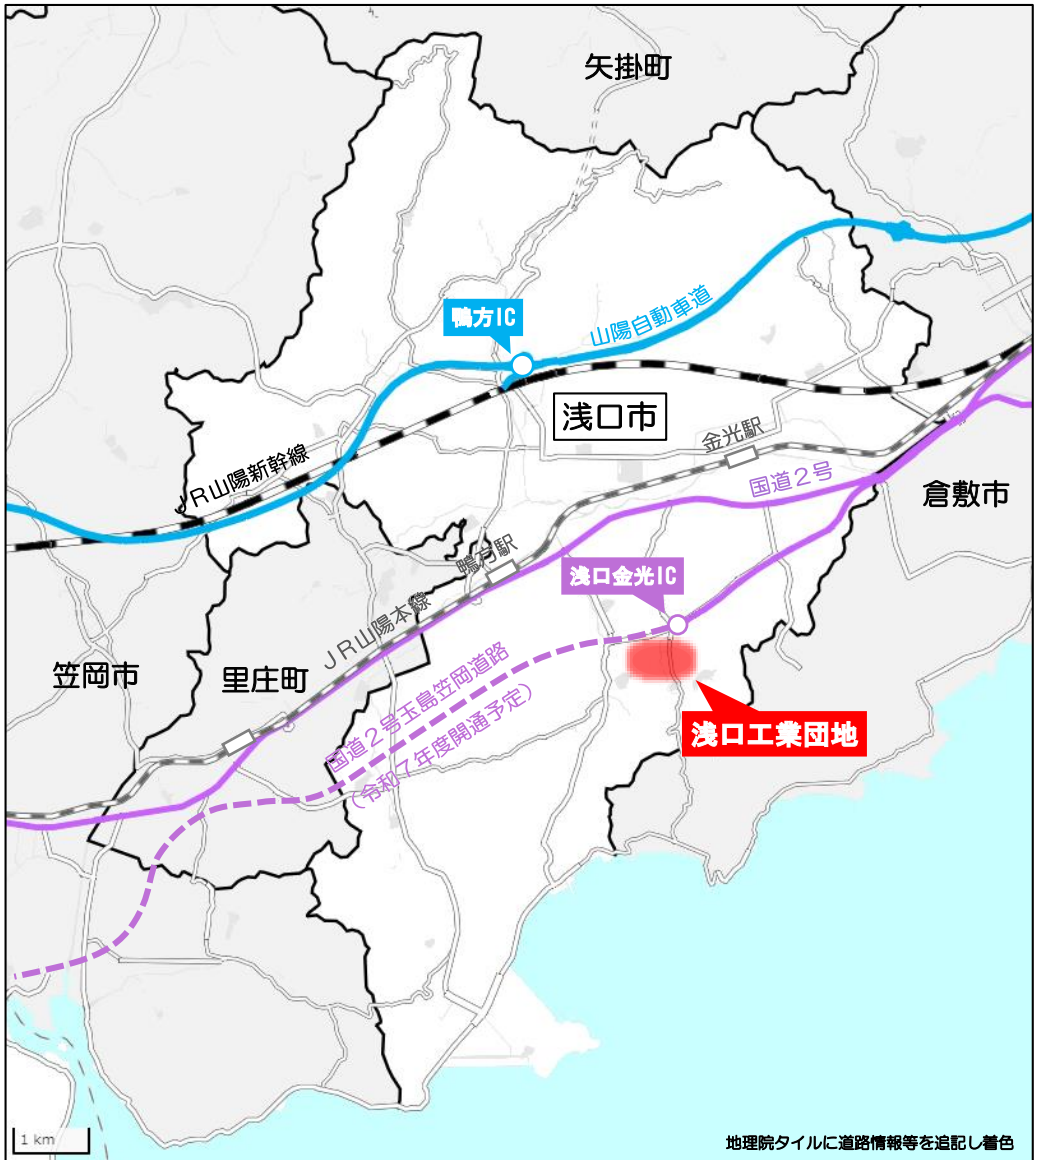 矢掛町
鴨方IC
山陽自動車道
浅口市
金光駅
JR山陽新幹線
国道2号
倉敷市
鴨方駅
浅口金光IC
JR山陽本線
笠岡市
里庄町
国道2号玉島笠岡道路
(令和7年度開通予定)
浅口工業団地
1 km
地理院タイルに道路情報等を追記し着色